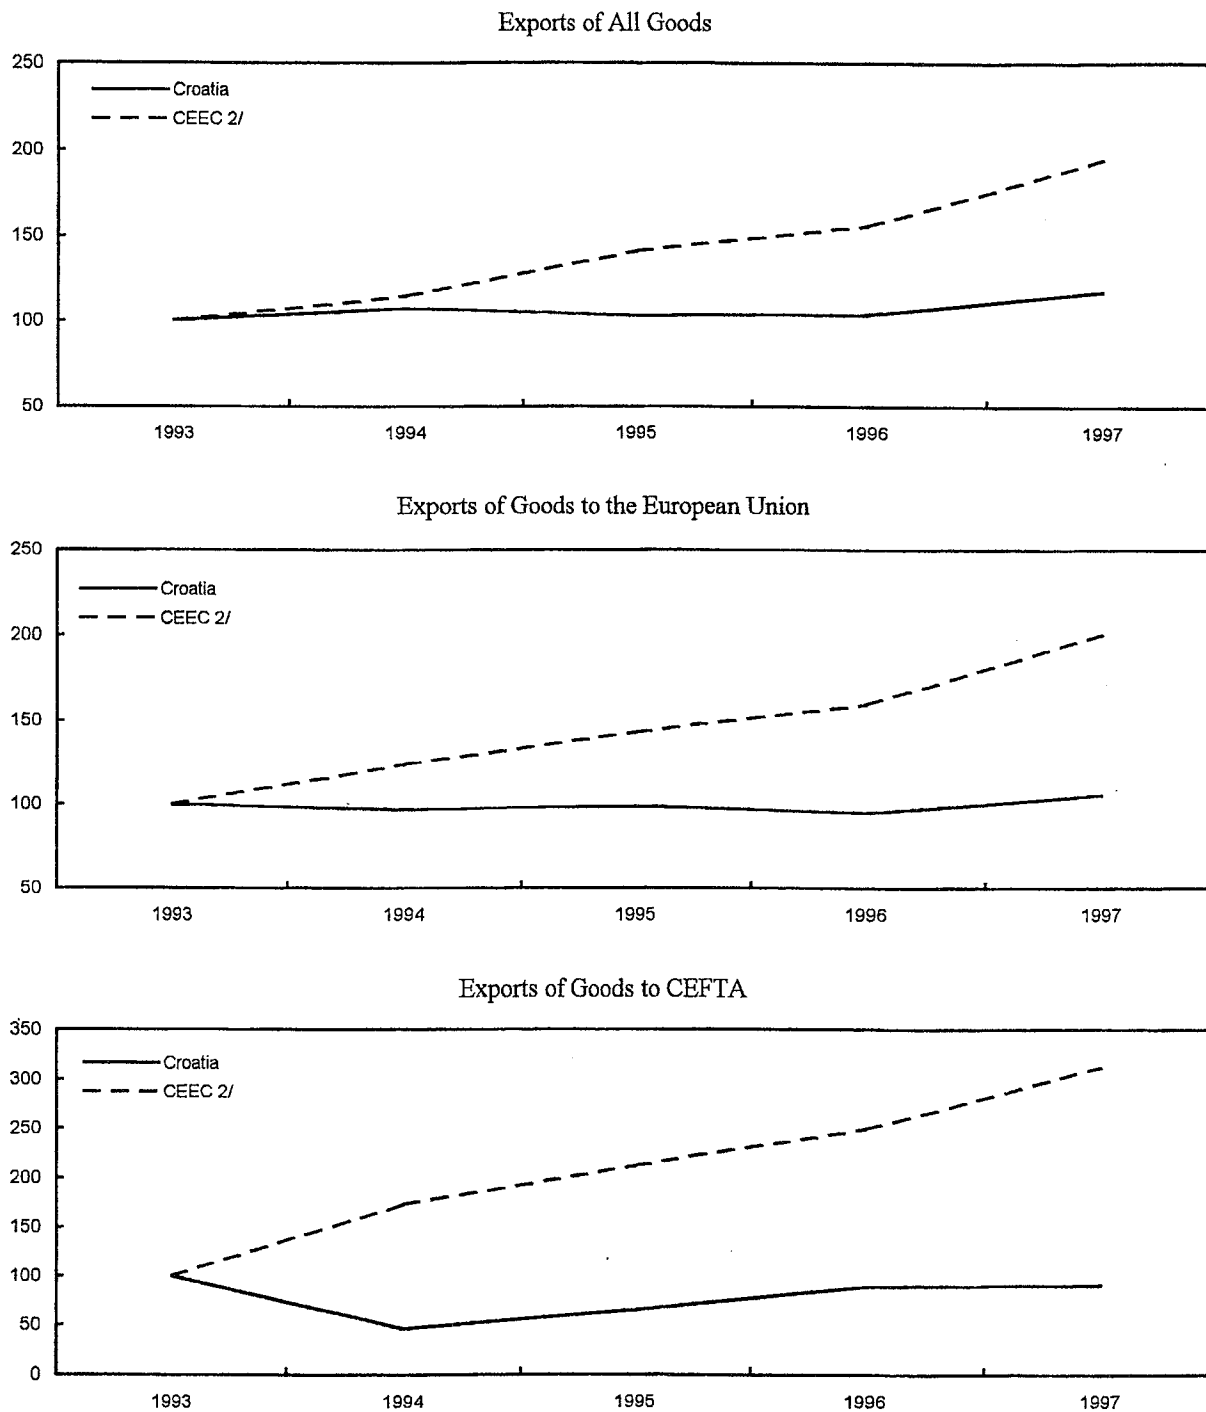 Exports of All Goods
250
Croatia
CEEC 2/
200
150
100
50
1993 1994 1995 1996 1997
Exports of Goods to the European Union
250
Croatia
CEEC 2/
200
150
100
50
1993 1994 1995 1996 1997
Exports of Goods to CEFTA
350
Croatia
300
CEEC 2/
250
200
150
100
50
0
1993 1994 1995 1996 1997